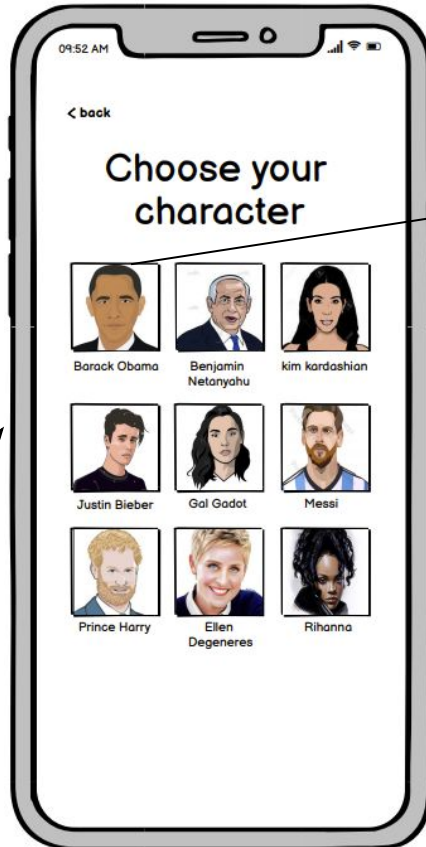 09:52 AM
< back
Choose your
character
Barack Obama
Benjamin
Netanyahu
kim kardashian
Justin Bieber
Gal Gadot
Messi
Prince Harry
Ellen
Degeneres
Rihanna